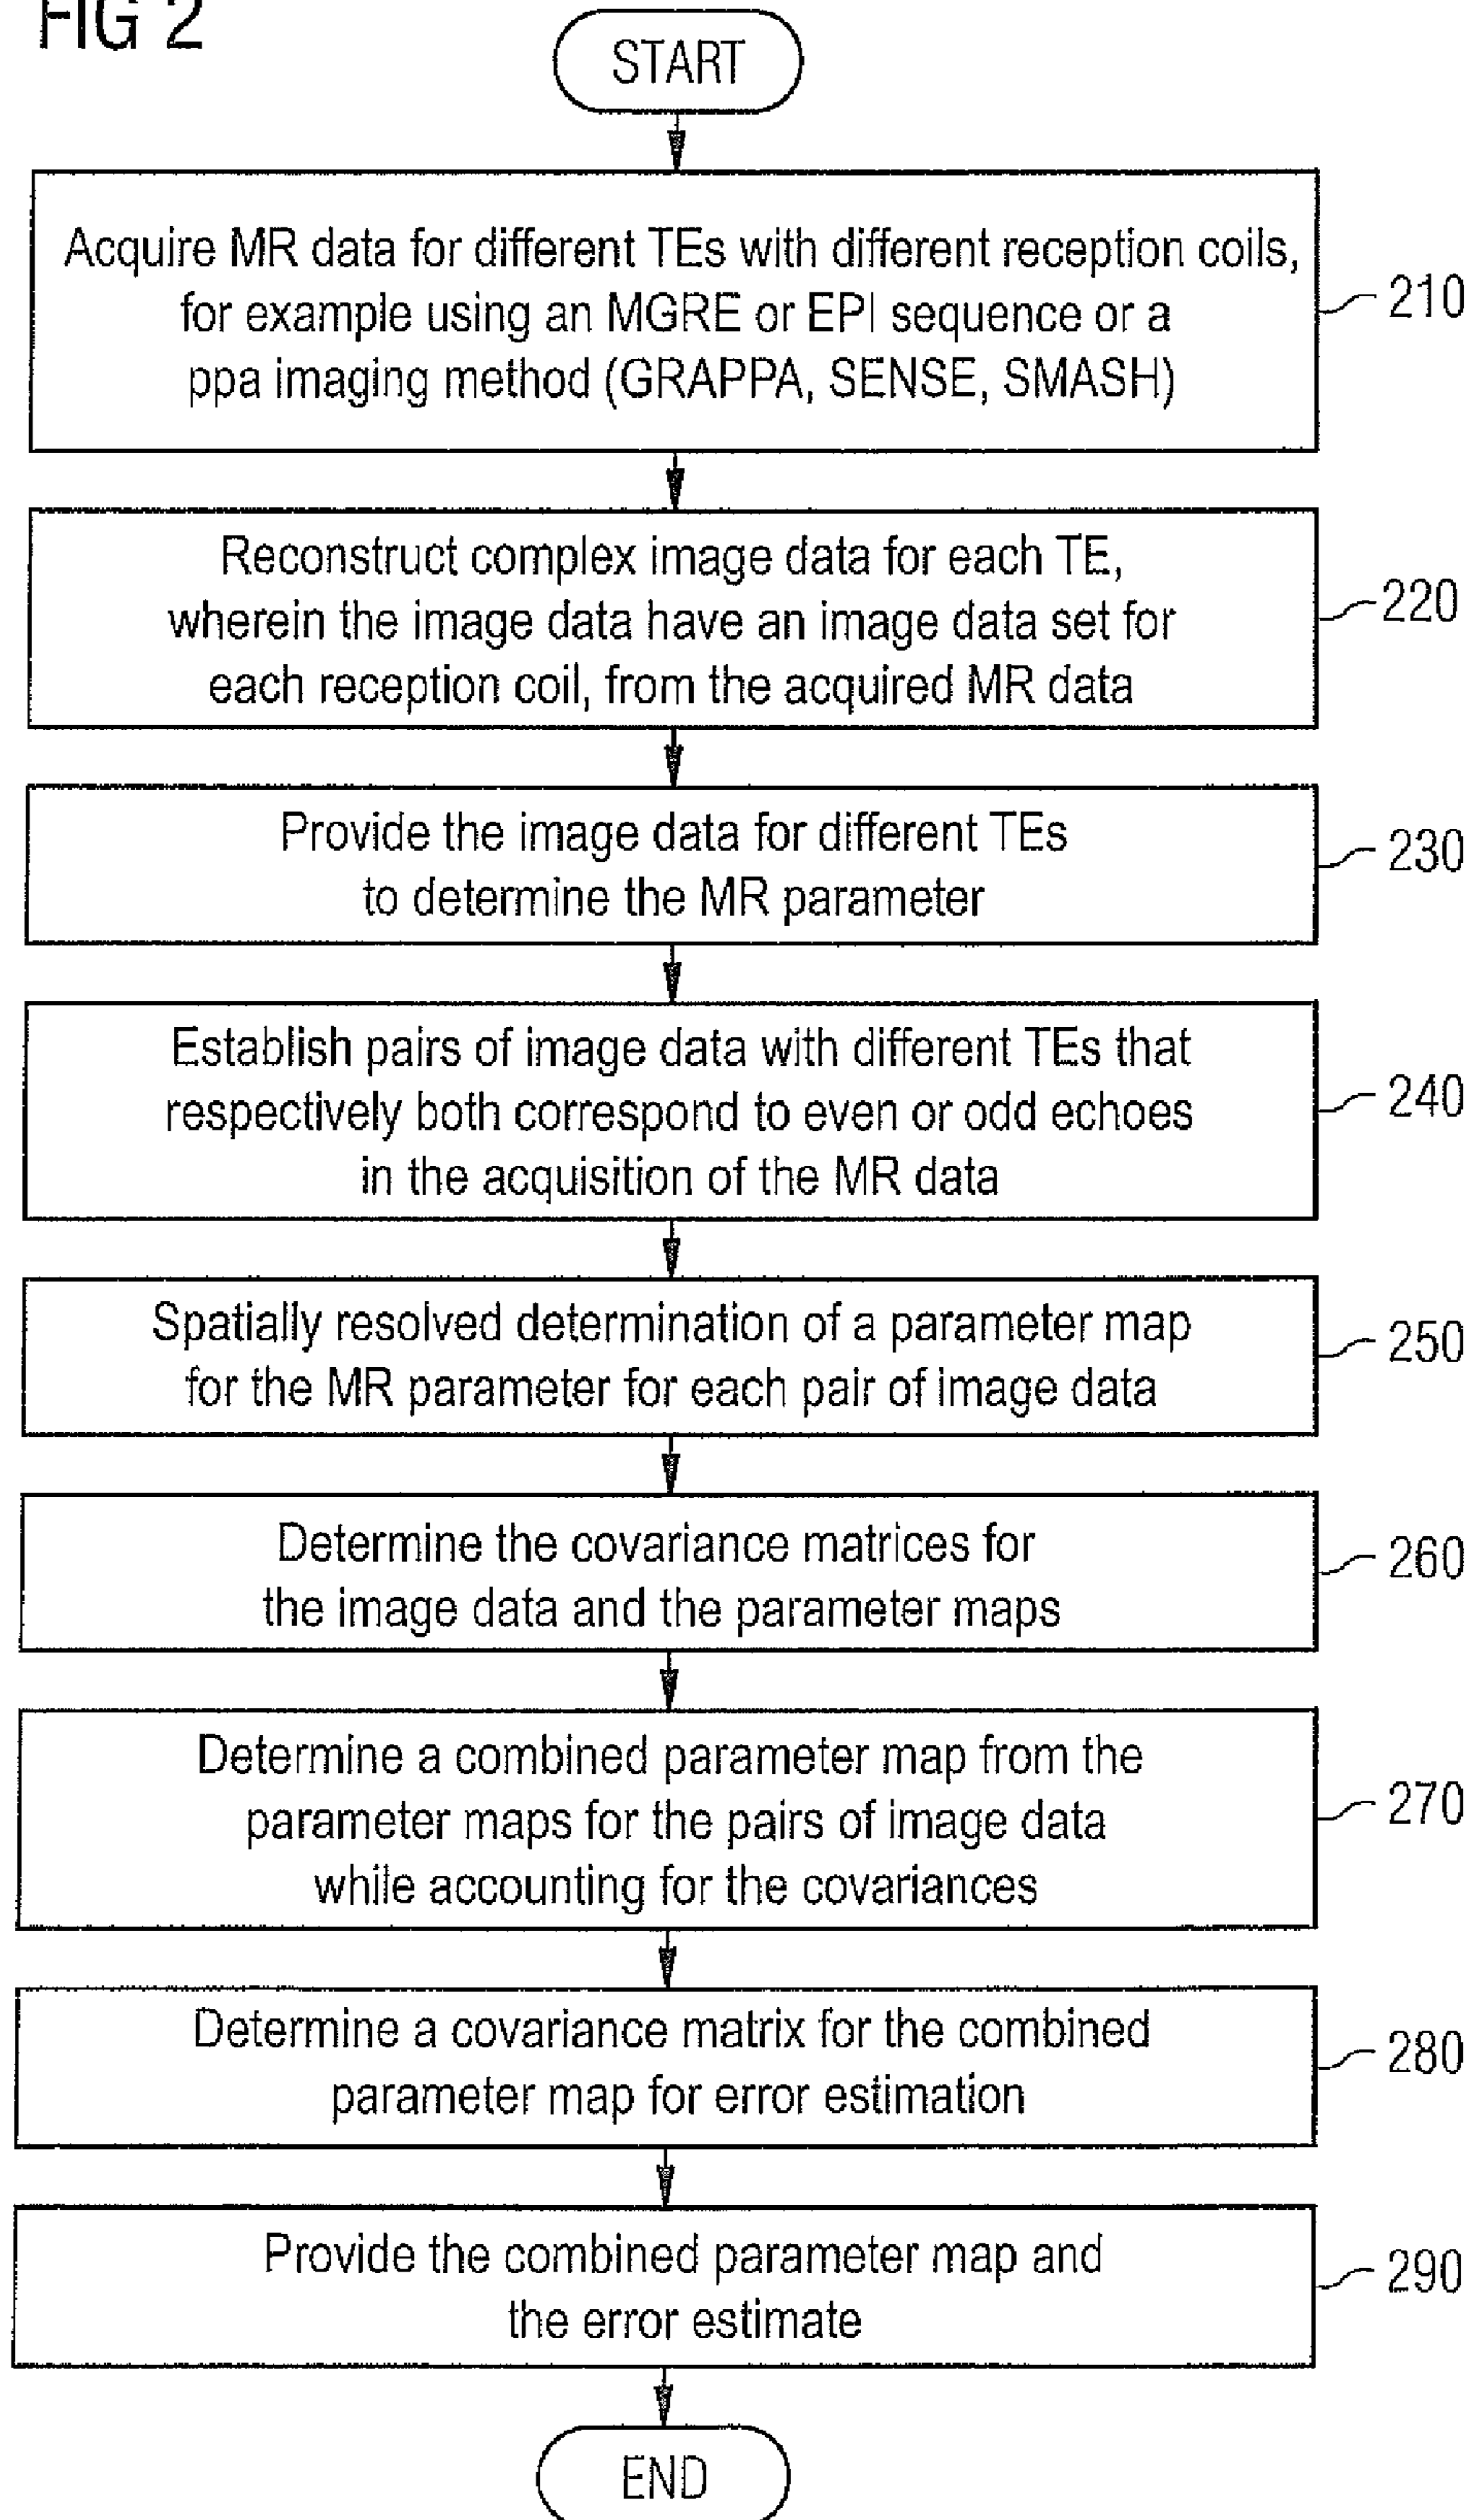 FIG 2
START
Acquire MR data for different TEs with different reception coils,
for example using an MGRE or EPI sequence or a
ppa imaging method (GRAPPA, SENSE, SMASH)
210
Reconstruct complex image data for each TE,
wherein the image data have an image data set for
each reception coil, from the acquired MR data
220
Provide the image data for different TEs
to determine the MR parameter
230
Establish pairs of image data with different TEs that
respectively both correspond to even or odd echoes
in the acquisition of the MR data
240
Spatially resolved determination of a parameter map
for the MR parameter for each pair of image data
250
Determine the covariance matrices for
the image data and the parameter maps
260
Determine a combined parameter map from the
parameter maps for the pairs of image data
while accounting for the covariances
270
Determine a covariance matrix for the combined
parameter map for error estimation
280
Provide the combined parameter map and
the error estimate
290
END